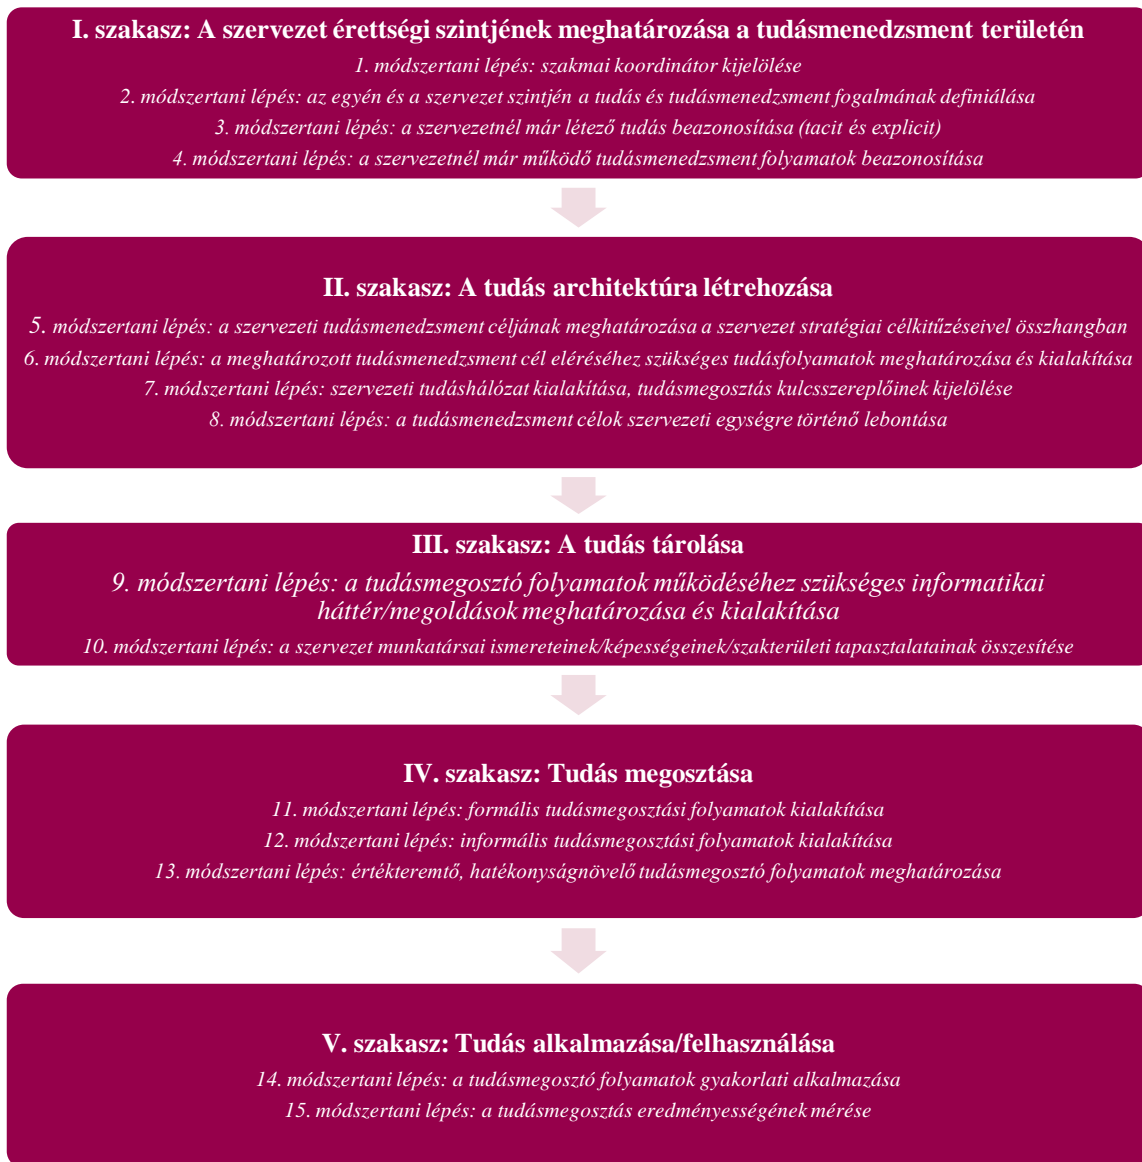 I. szakasz: A szervezet érettségi szintjének meghatározása a tudásmenedzsment területén
1. módszertani lépés: szakmai koordinátor kijelölése
2. módszertani lépés: az egyén és a szervezet szintjén a tudás és tudásmenedzsment fogalmának definiálása
3. módszertani lépés: a szervezetnél már létező tudás beazonosítása (tacit és explicit)
4. módszertani lépés: a szervezetnél már működő tudásmenedzsment folyamatok beazonosítása
II. szakasz: A tudás architektúra létrehozása
5. módszertani lépés: a szervezeti tudásmenedzsment céljának meghatározása a szervezet stratégiai célkitűzéseivel összhangban
6. módszertani lépés: a meghatározott tudásmenedzsment cél eléréséhez szükséges tudásfolyamatok meghatározása és kialakítása
7. módszertani lépés: szervezeti tudáshálózat kialakítása, tudásmegosztás kulcsszereplőinek kijelölése
8. módszertani lépés: a tudásmenedzsment célok szervezeti egységre történő lebontása
III. szakasz: A tudás tárolása
9. módszertani lépés: a tudásmegosztó folyamatok működéséhez szükséges informatikai
háttér/megoldások meghatározása és kialakítása
10. módszertani lépés: a szervezet munkatársai ismereteinek/képességeinek/szakterületi tapasztalatainak összesítése
IV. szakasz: Tudás megosztása
11. módszertani lépés: formális tudásmegosztási folyamatok kialakítása
12. módszertani lépés: informális tudásmegosztási folyamatok kialakítása
13. módszertani lépés: értékteremtő, hatékonyságnövelő tudásmegosztó folyamatok meghatározása
V. szakasz: Tudás alkalmazása/felhasználása
14. módszertani lépés: a tudásmegosztó folyamatok gyakorlati alkalmazása
15. módszertani lépés: a tudásmegosztás eredményességének mérése